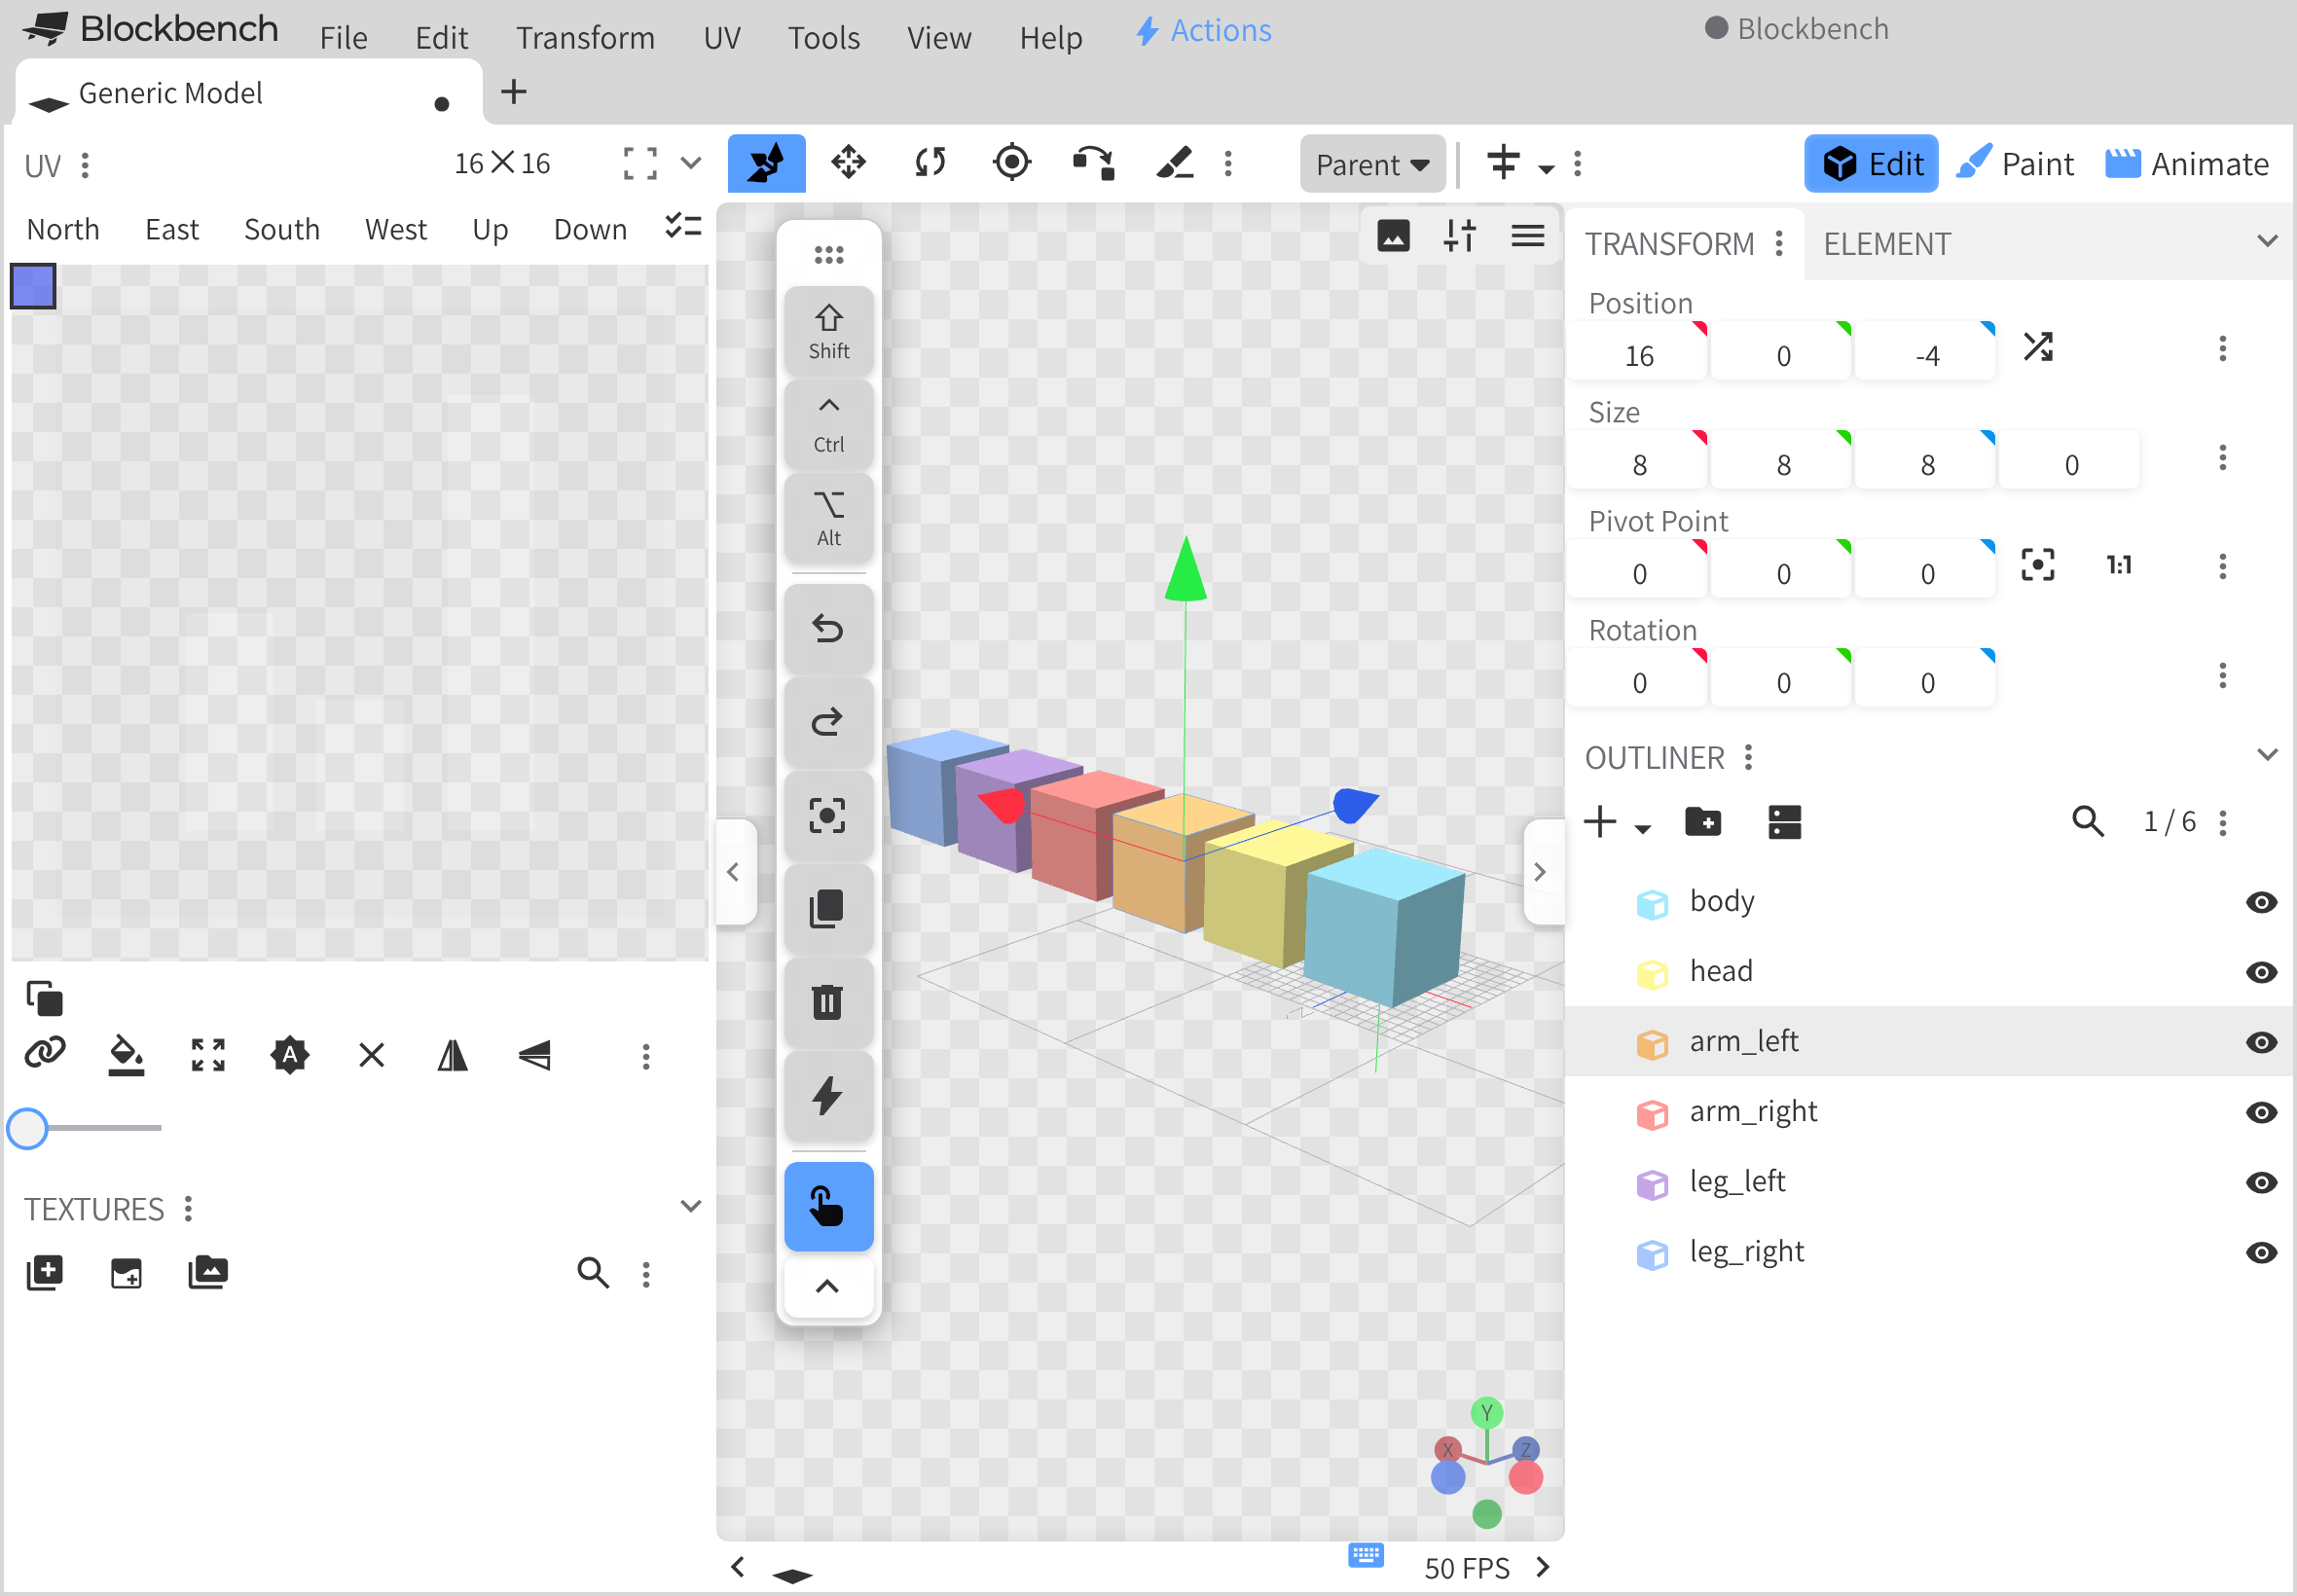 Blockbench File Edit Transform UV Tools View Help Actions Blockbench
Generic Model
UV 16×16 Parent Edit Paint Animate
North East South West Up Down
TRANSFORM ELEMENT
Position
16 0 -4
Size
8 8 8 0
Pivot Point
0 0 0 1:1
Rotation
0 0 0
Shift
Ctrl
Alt
OUTLINER
1 / 6
body
head
arm_left
arm_right
leg_left
leg_right
A
TEXTURES
Y
X Z
50 FPS